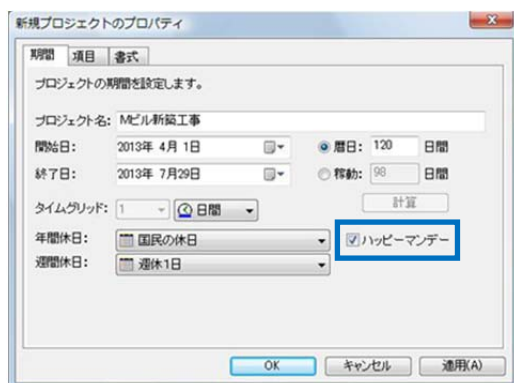 新規プロジェクトのプロパティ
期間 項目 書式
プロジェクトの期間を設定します。
プロジェクト名: Mビル新築工事
開始日: 2013年 4月 1日 暦日: 120 日間
終了日: 2013年 7月29日 稼働: 98 日間
タイムグリッド: 1 日間 計算
年間休日: 国民の休日 ハッピーマンデー
週間休日: 週休1日
OK キャンセル 適用(A)